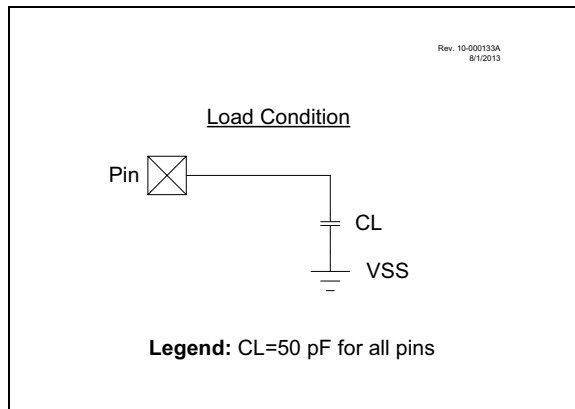 Rev. 10-000133A
8/1/2013
Load Condition
Pin
CL
VSS
Legend: CL=50 pF for all pins